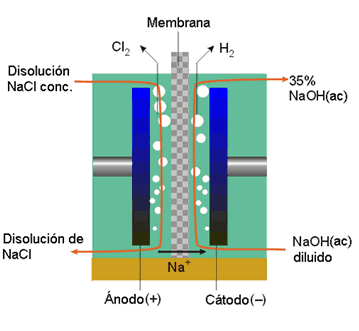 Membrana
Cl₂
H₂
Disolución
NaCl conc.
35%
NaOH(ac)
Disolución de
NaCl
Na⁺
NaOH(ac)
diluido
Ánodo(+)
Cátodo(–)